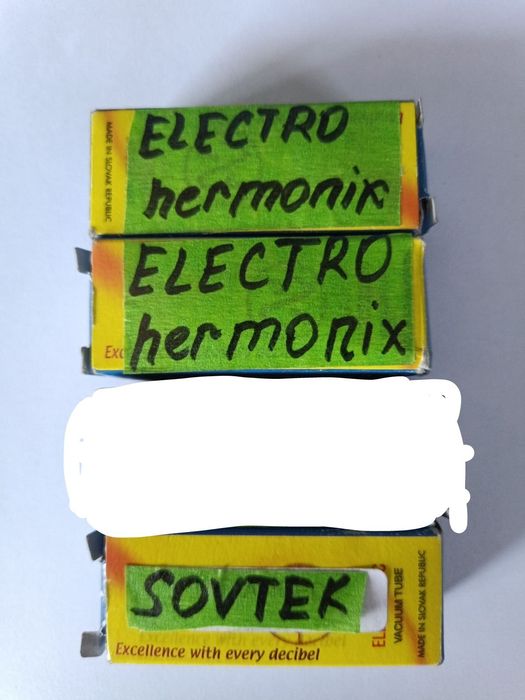 MADE IN SLOVAK REPUBLIC
ELECTRO
hermonix
ELECTRO
hermonix
SOVTEK
Excellence with every decibel
VACUUM TUBE
MADE IN SLOVAK REPUBLIC